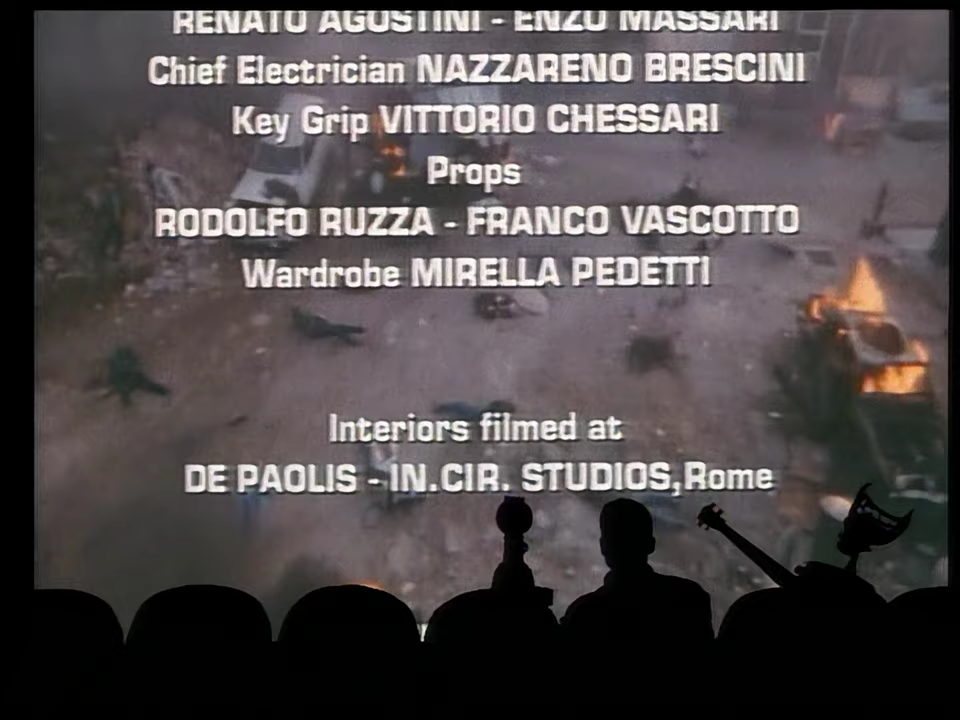 RENATO AGOSTINI - ENZO MASSARI
Chief Electrician NAZZARENO BRESCINI
Key Grip VITTORIO CHESSARI
Props
RODOLFO RUZZA - FRANCO VASCOTTO
Wardrobe MIRELLA PEDETTI
Interiors filmed at
DE PAOLIS - IN.CIR. STUDIOS,Rome